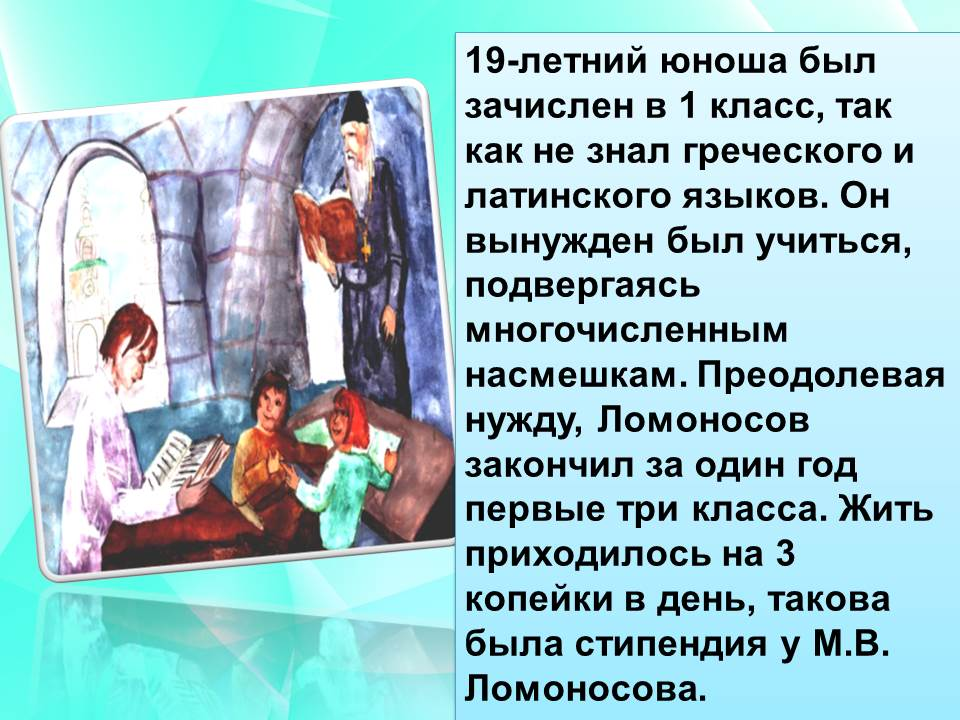 19-летний юноша был
зачислен в 1 класс, так
как не знал греческого и
латинского языков. Он
вынужден был учиться,
подвергаясь
многочисленным
насмешкам. Преодолевая
нужду, Ломоносов
закончил за один год
первые три класса. Жить
приходилось на 3
копейки в день, такова
была стипендия у М.В.
Ломоносова.